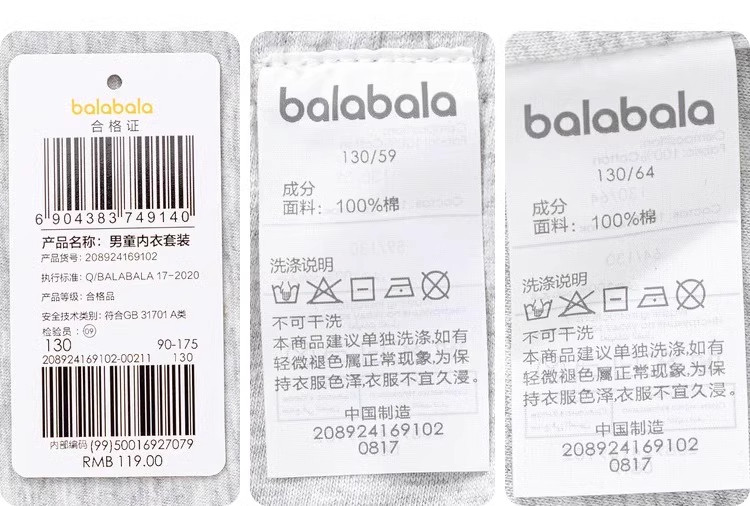 balabala
合格证
6 904383 749140
产品名称：男童内衣套装
产品货号: 208924169102
执行标准: Q/BALABALA 17-2020
产品等级: 合格品
安全技术类别: 符合GB 31701 A类
检验员: 09
130 90-175
208924169102-00211 130
内部编码 (99)50016927079
RMB 119.00
balabala
130/59
成分
面料：100%棉
洗涤说明
不可干洗
本商品建议单独洗涤,如有
轻微褪色属正常现象,为保
持衣服色泽,衣服不宜久浸。
中国制造
208924169102
0817
balabala
130/64
成分
面料：100%棉
洗涤说明
不可干洗
本商品建议单独洗涤,如有
轻微褪色属正常现象,为保
持衣服色泽,衣服不宜久浸。
中国制造
208924169102
0817